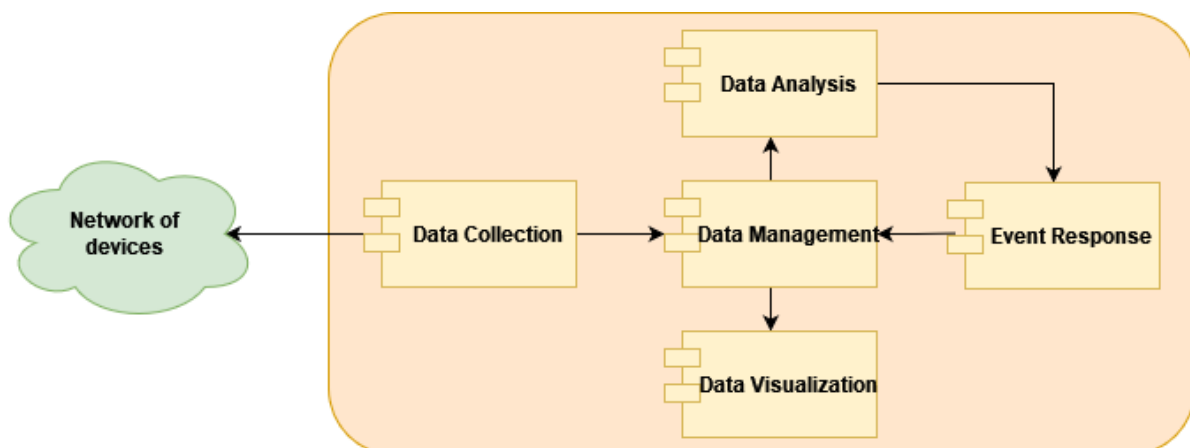 Data Analysis
Network of
devices
Data Collection
Data Management
Event Response
Data Visualization